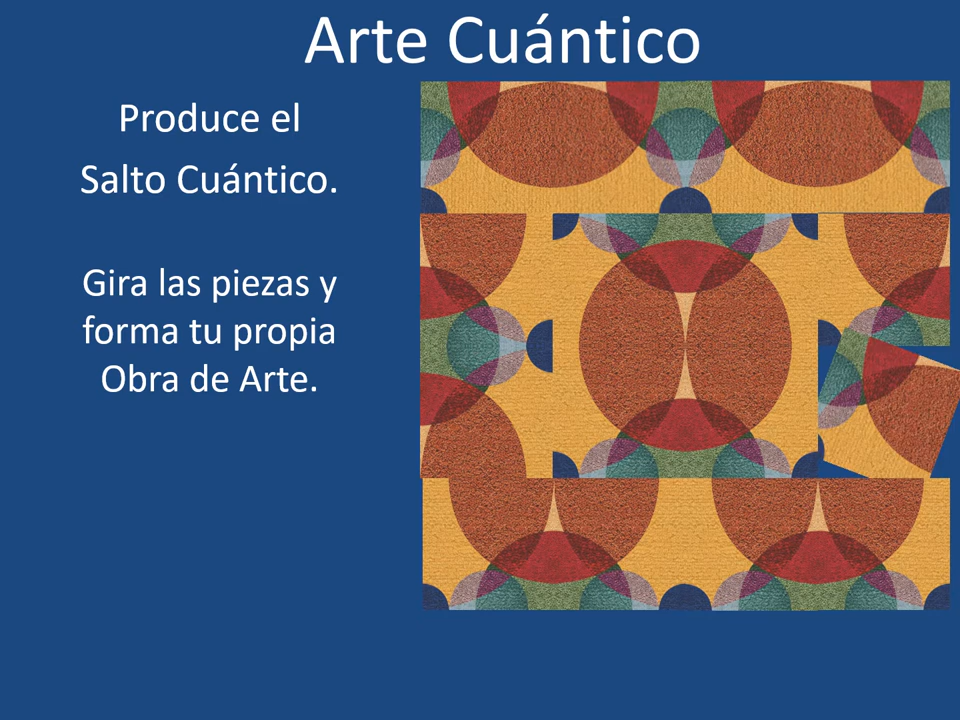 Arte Cuántico
Produce el
Salto Cuántico.
Gira las piezas y
forma tu propia
Obra de Arte.